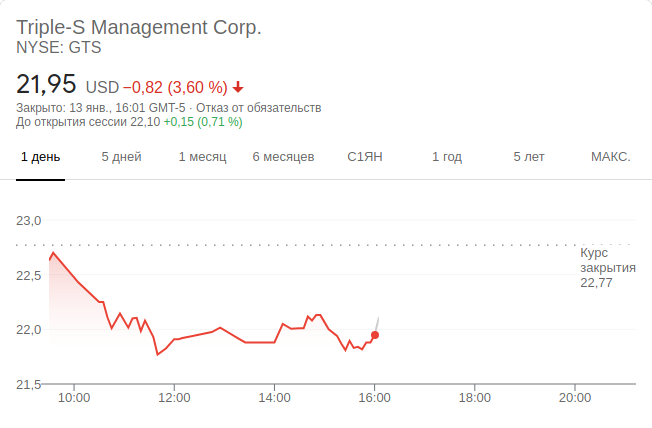 Triple-S Management Corp.
NYSE: GTS
21,95 USD −0,82 (3,60 %)
Закрыто: 13 янв., 16:01 GMT-5 · Отказ от обязательств
До открытия сессии 22,10 +0,15 (0,71 %)
1 день 5 дней 1 месяц 6 месяцев С1ЯН 1 год 5 лет МАКС.
23,0
Курс
закрытия
22,5
22,77
22,0
21,5
10:00 12:00 14:00 16:00 18:00 20:00